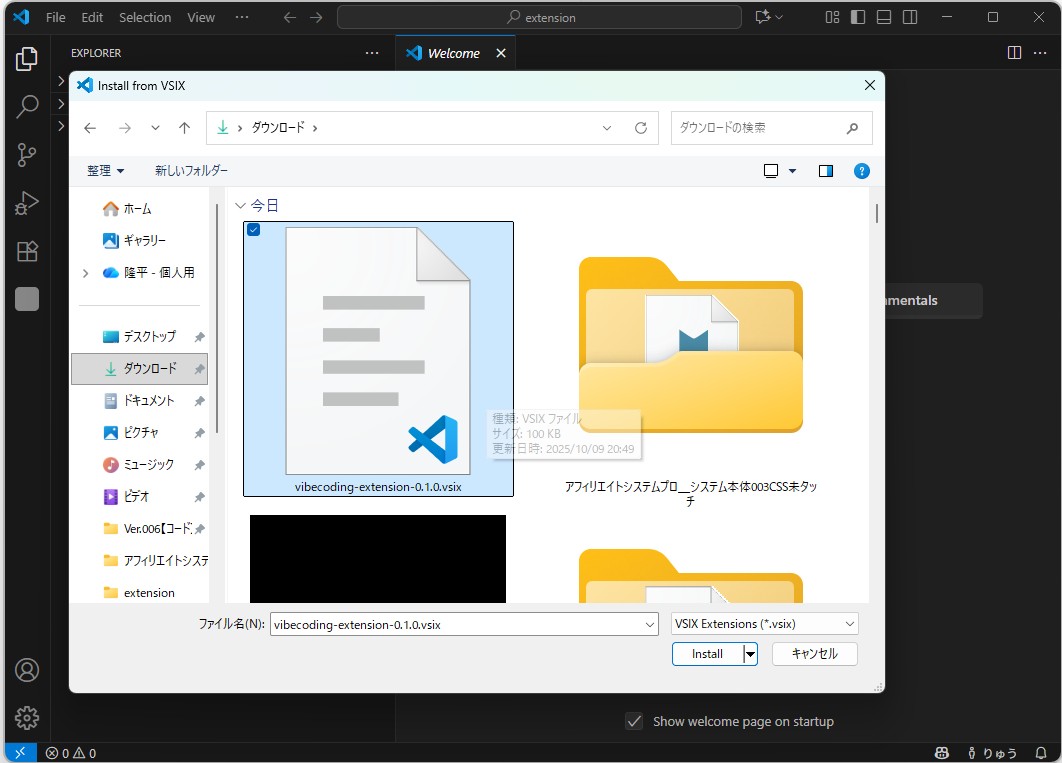 File Edit Selection View ··· extension
EXPLORER ··· Welcome
Install from VSIX
ダウンロード
ダウンロードの検索
整理
新しいフォルダー
ホーム
ギャラリー
隆平 - 個人用
デスクトップ
ダウンロード
ドキュメント
ピクチャ
ミュージック
ビデオ
Ver.006【コード
アフィリエイトシステ
extension
今日
vibecoding-extension-0.1.0.vsix
種類: VSIX ファイル
サイズ: 100 KB
更新日時: 2025/10/09 20:49
アフィリエイトシステムプロ__システム本体003CSS未タッ
チ
mentals
ファイル名(N): vibecoding-extension-0.1.0.vsix
VSIX Extensions (*.vsix)
Install
キャンセル
Show welcome page on startup
0 0
りゅう